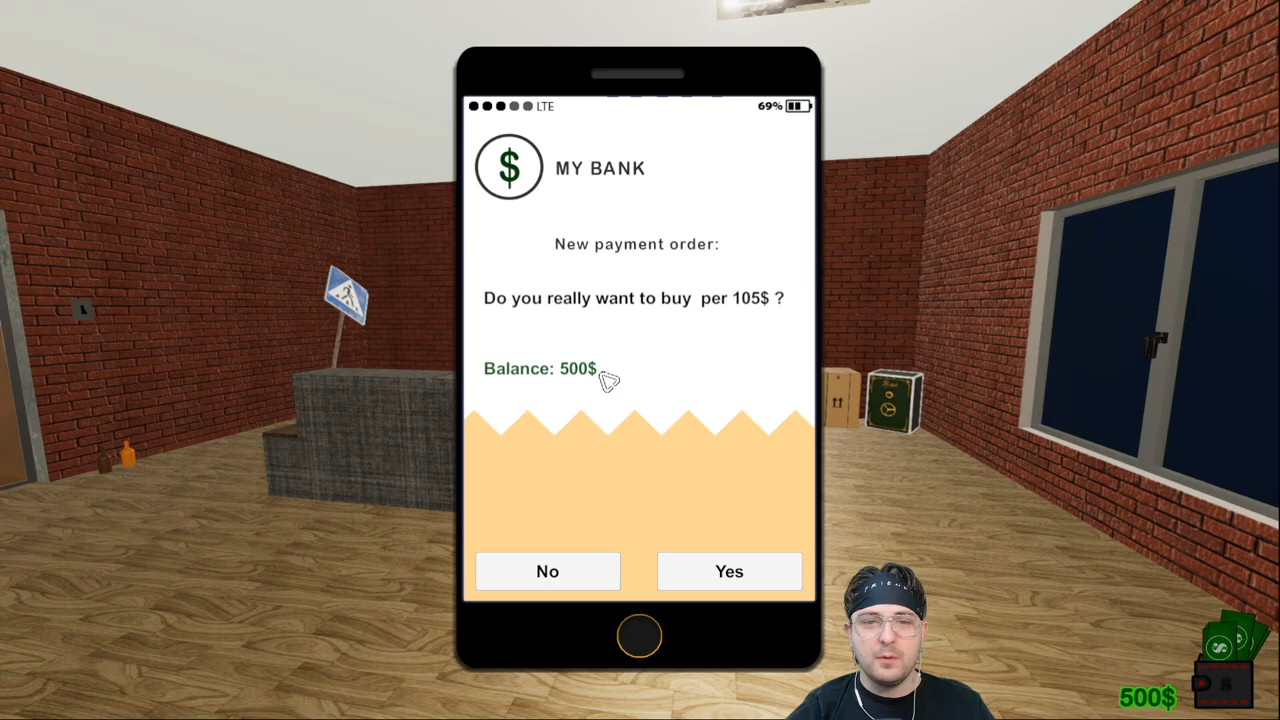 LTE
69%
$
MY BANK
New payment order:
Do you really want to buy  per 105$ ?
Balance: 500$
No
Yes
FRIEN
500$